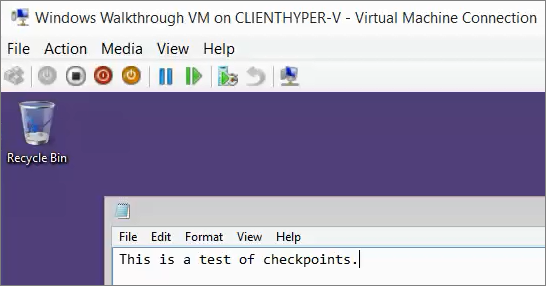 Windows Walkthrough VM on CLIENTHYPER-V - Virtual Machine Connection
File Action Media View Help
Recycle Bin
File Edit Format View Help
This is a test of checkpoints.